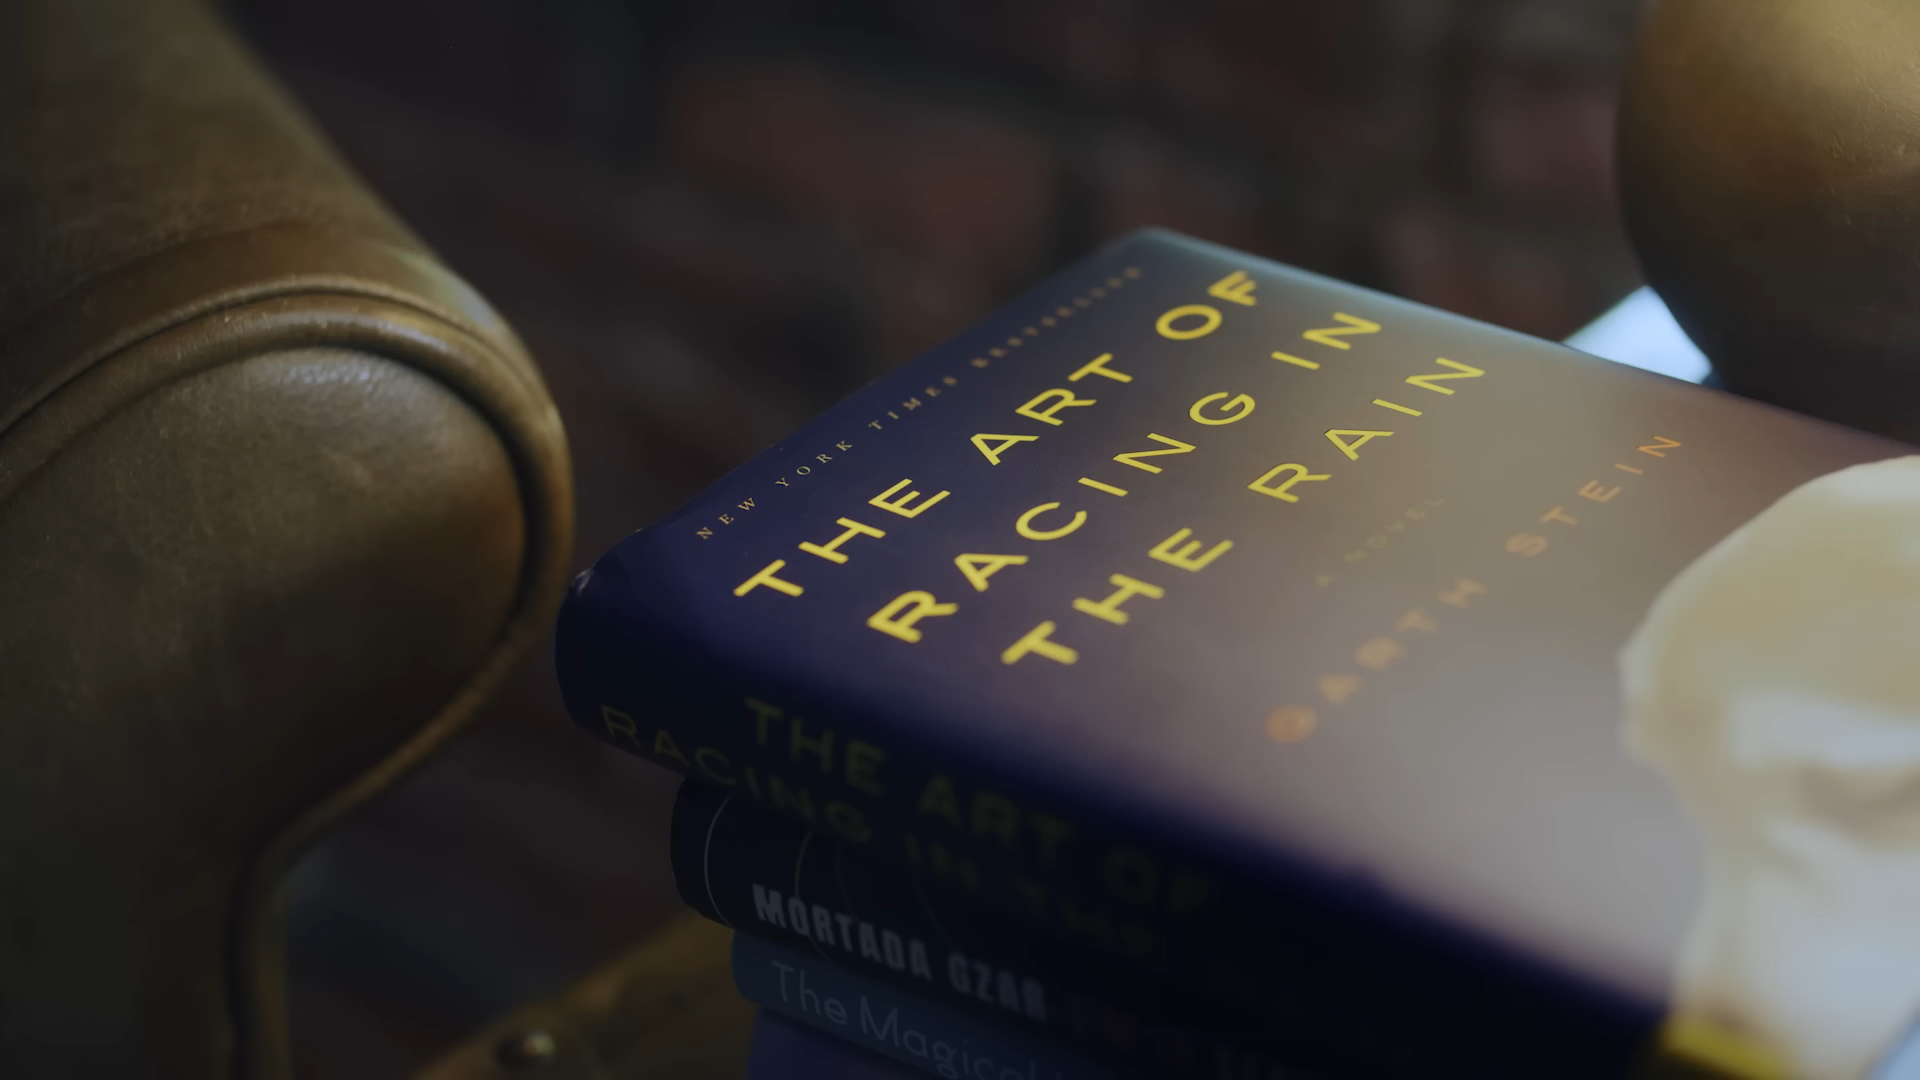 NEW YORK TIMES BESTSELLER
THE ART OF
RACING IN
THE RAIN
A NOVEL
GARTH STEIN
THE ART OF
RACING IN THE
MORTADA GZAR
The Magical